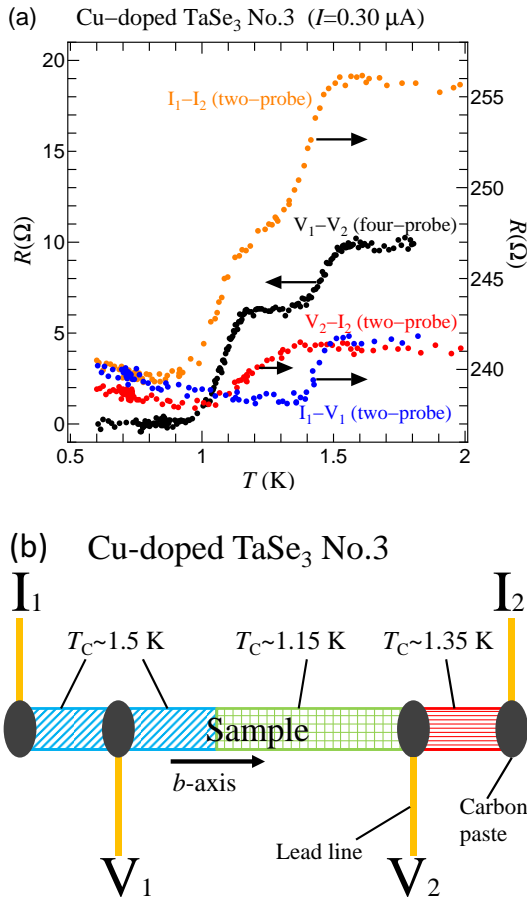 (a)
Cu−doped TaSe3 No.3 (I=0.30 μA)
20
15
10
5
0
R(Ω)
I1−I2 (two−probe)
V1−V2 (four−probe)
V2−I2 (two−probe)
I1−V1 (two−probe)
255
250
245
240
R(Ω)
0.5
1
1.5
2
T (K)
(b)
Cu-doped TaSe3 No.3
I1
I2
TC~1.5 K
TC~1.15 K
TC~1.35 K
Sample
b-axis
Carbon
paste
Lead line
V1
V2